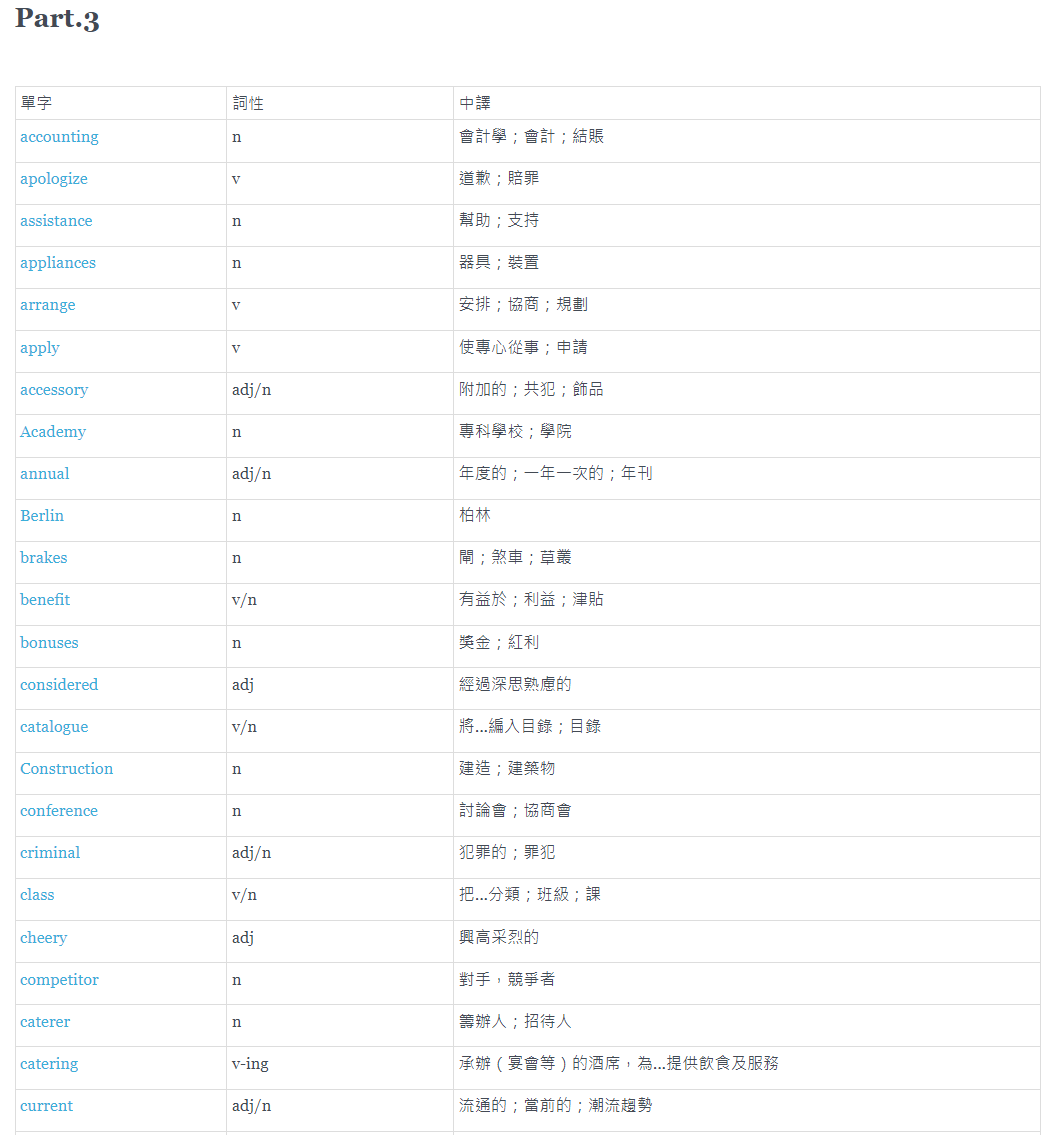 Part.3
單字 詞性 中譯
accounting n 會計學；會計；結賬
apologize v 道歉；賠罪
assistance n 幫助；支持
appliances n 器具；裝置
arrange v 安排；協商；規劃
apply v 使專心從事；申請
accessory adj/n 附加的；共犯；飾品
Academy n 專科學校；學院
annual adj/n 年度的；一年一次的；年刊
Berlin n 柏林
brakes n 閘；煞車；草叢
benefit v/n 有益於；利益；津貼
bonuses n 獎金；紅利
considered adj 經過深思熟慮的
catalogue v/n 將...編入目錄；目錄
Construction n 建造；建築物
conference n 討論會；協商會
criminal adj/n 犯罪的；罪犯
class v/n 把...分類；班級；課
cheery adj 興高采烈的
competitor n 對手，競爭者
caterer n 籌辦人；招待人
catering v-ing 承辦（宴會等）的酒席，為...提供飲食及服務
current adj/n 流通的；當前的；潮流趨勢